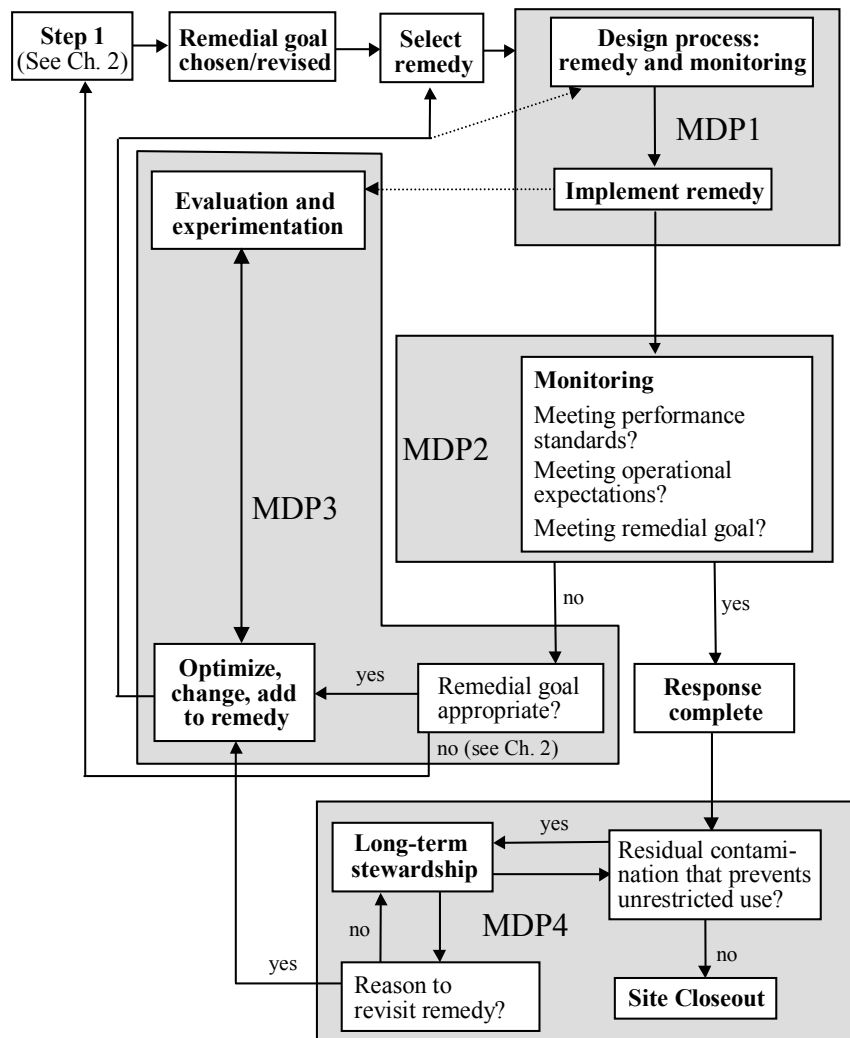 Step 1
(See Ch. 2)
Remedial goal
chosen/revised
Select
remedy
Design process:
remedy and monitoring
MDP1
Implement remedy
Evaluation and
experimentation
MDP3
Monitoring
Meeting performance
standards?
Meeting operational
expectations?
Meeting remedial goal?
MDP2
no
yes
Optimize,
change, add
to remedy
yes
Remedial goal
appropriate?
no (see Ch. 2)
Response
complete
Long-term
stewardship
yes
Residual contami-
nation that prevents
unrestricted use?
MDP4
no
yes
Reason to
revisit remedy?
no
Site Closeout